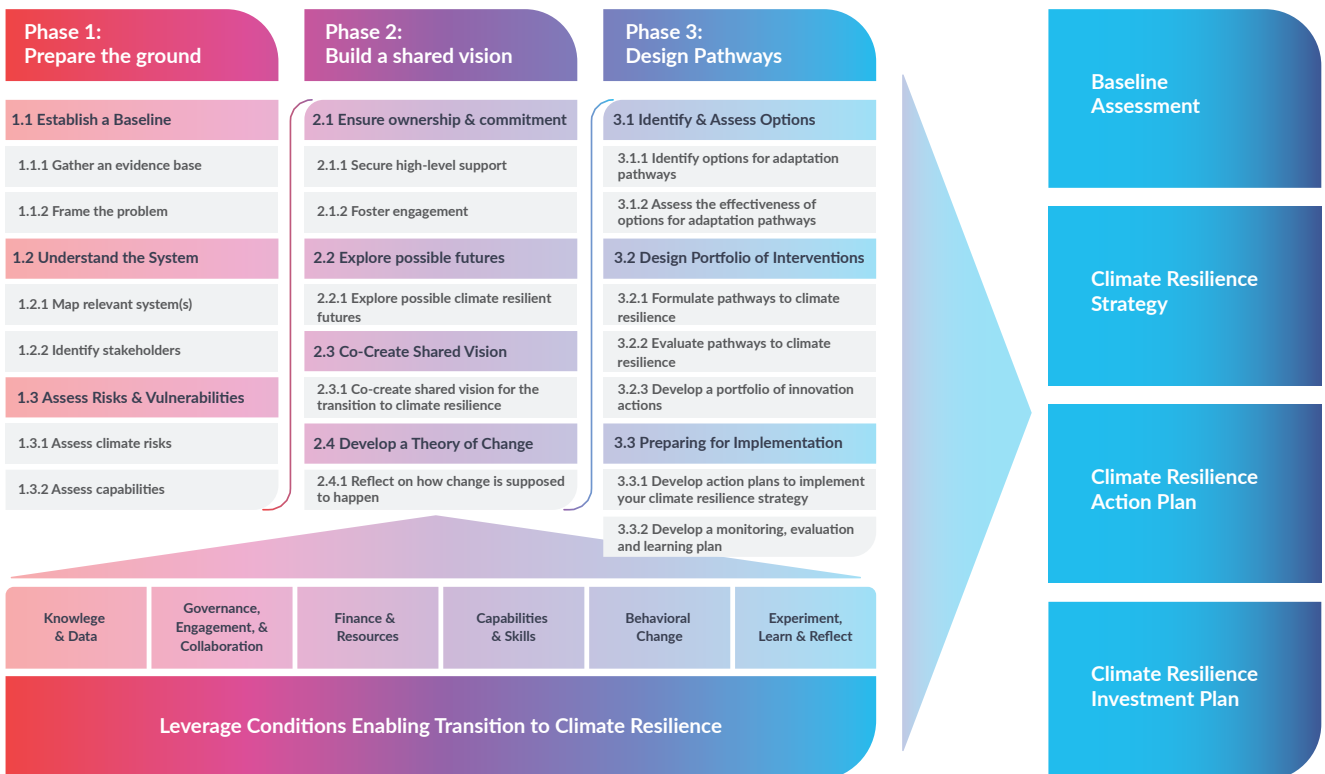 Phase 1:
Prepare the ground
1.1 Establish a Baseline
1.1.1 Gather an evidence base
1.1.2 Frame the problem
1.2 Understand the System
1.2.1 Map relevant system(s)
1.2.2 Identify stakeholders
1.3 Assess Risks & Vulnerabilities
1.3.1 Assess climate risks
1.3.2 Assess capabilities
Phase 2:
Build a shared vision
2.1 Ensure ownership & commitment
2.1.1 Secure high-level support
2.1.2 Foster engagement
2.2 Explore possible futures
2.2.1 Explore possible climate resilient
futures
2.3 Co-Create Shared Vision
2.3.1 Co-create shared vision for the
transition to climate resilience
2.4 Develop a Theory of Change
2.4.1 Reflect on how change is supposed
to happen
Phase 3:
Design Pathways
3.1 Identify & Assess Options
3.1.1 Identify options for adaptation
pathways
3.1.2 Assess the effectiveness of
options for adaptation pathways
3.2 Design Portfolio of Interventions
3.2.1 Formulate pathways to climate
resilience
3.2.2 Evaluate pathways to climate
resilience
3.2.3 Develop a portfolio of innovation
actions
3.3 Preparing for Implementation
3.3.1 Develop action plans to implement
your climate resilience strategy
3.3.2 Develop a monitoring, evaluation
and learning plan
Knowlege
& Data
Governance,
Engagement, &
Collaboration
Finance &
Resources
Capabilities
& Skills
Behavioral
Change
Experiment,
Learn & Reflect
Leverage Conditions Enabling Transition to Climate Resilience
Baseline
Assessment
Climate Resilience
Strategy
Climate Resilience
Action Plan
Climate Resilience
Investment Plan